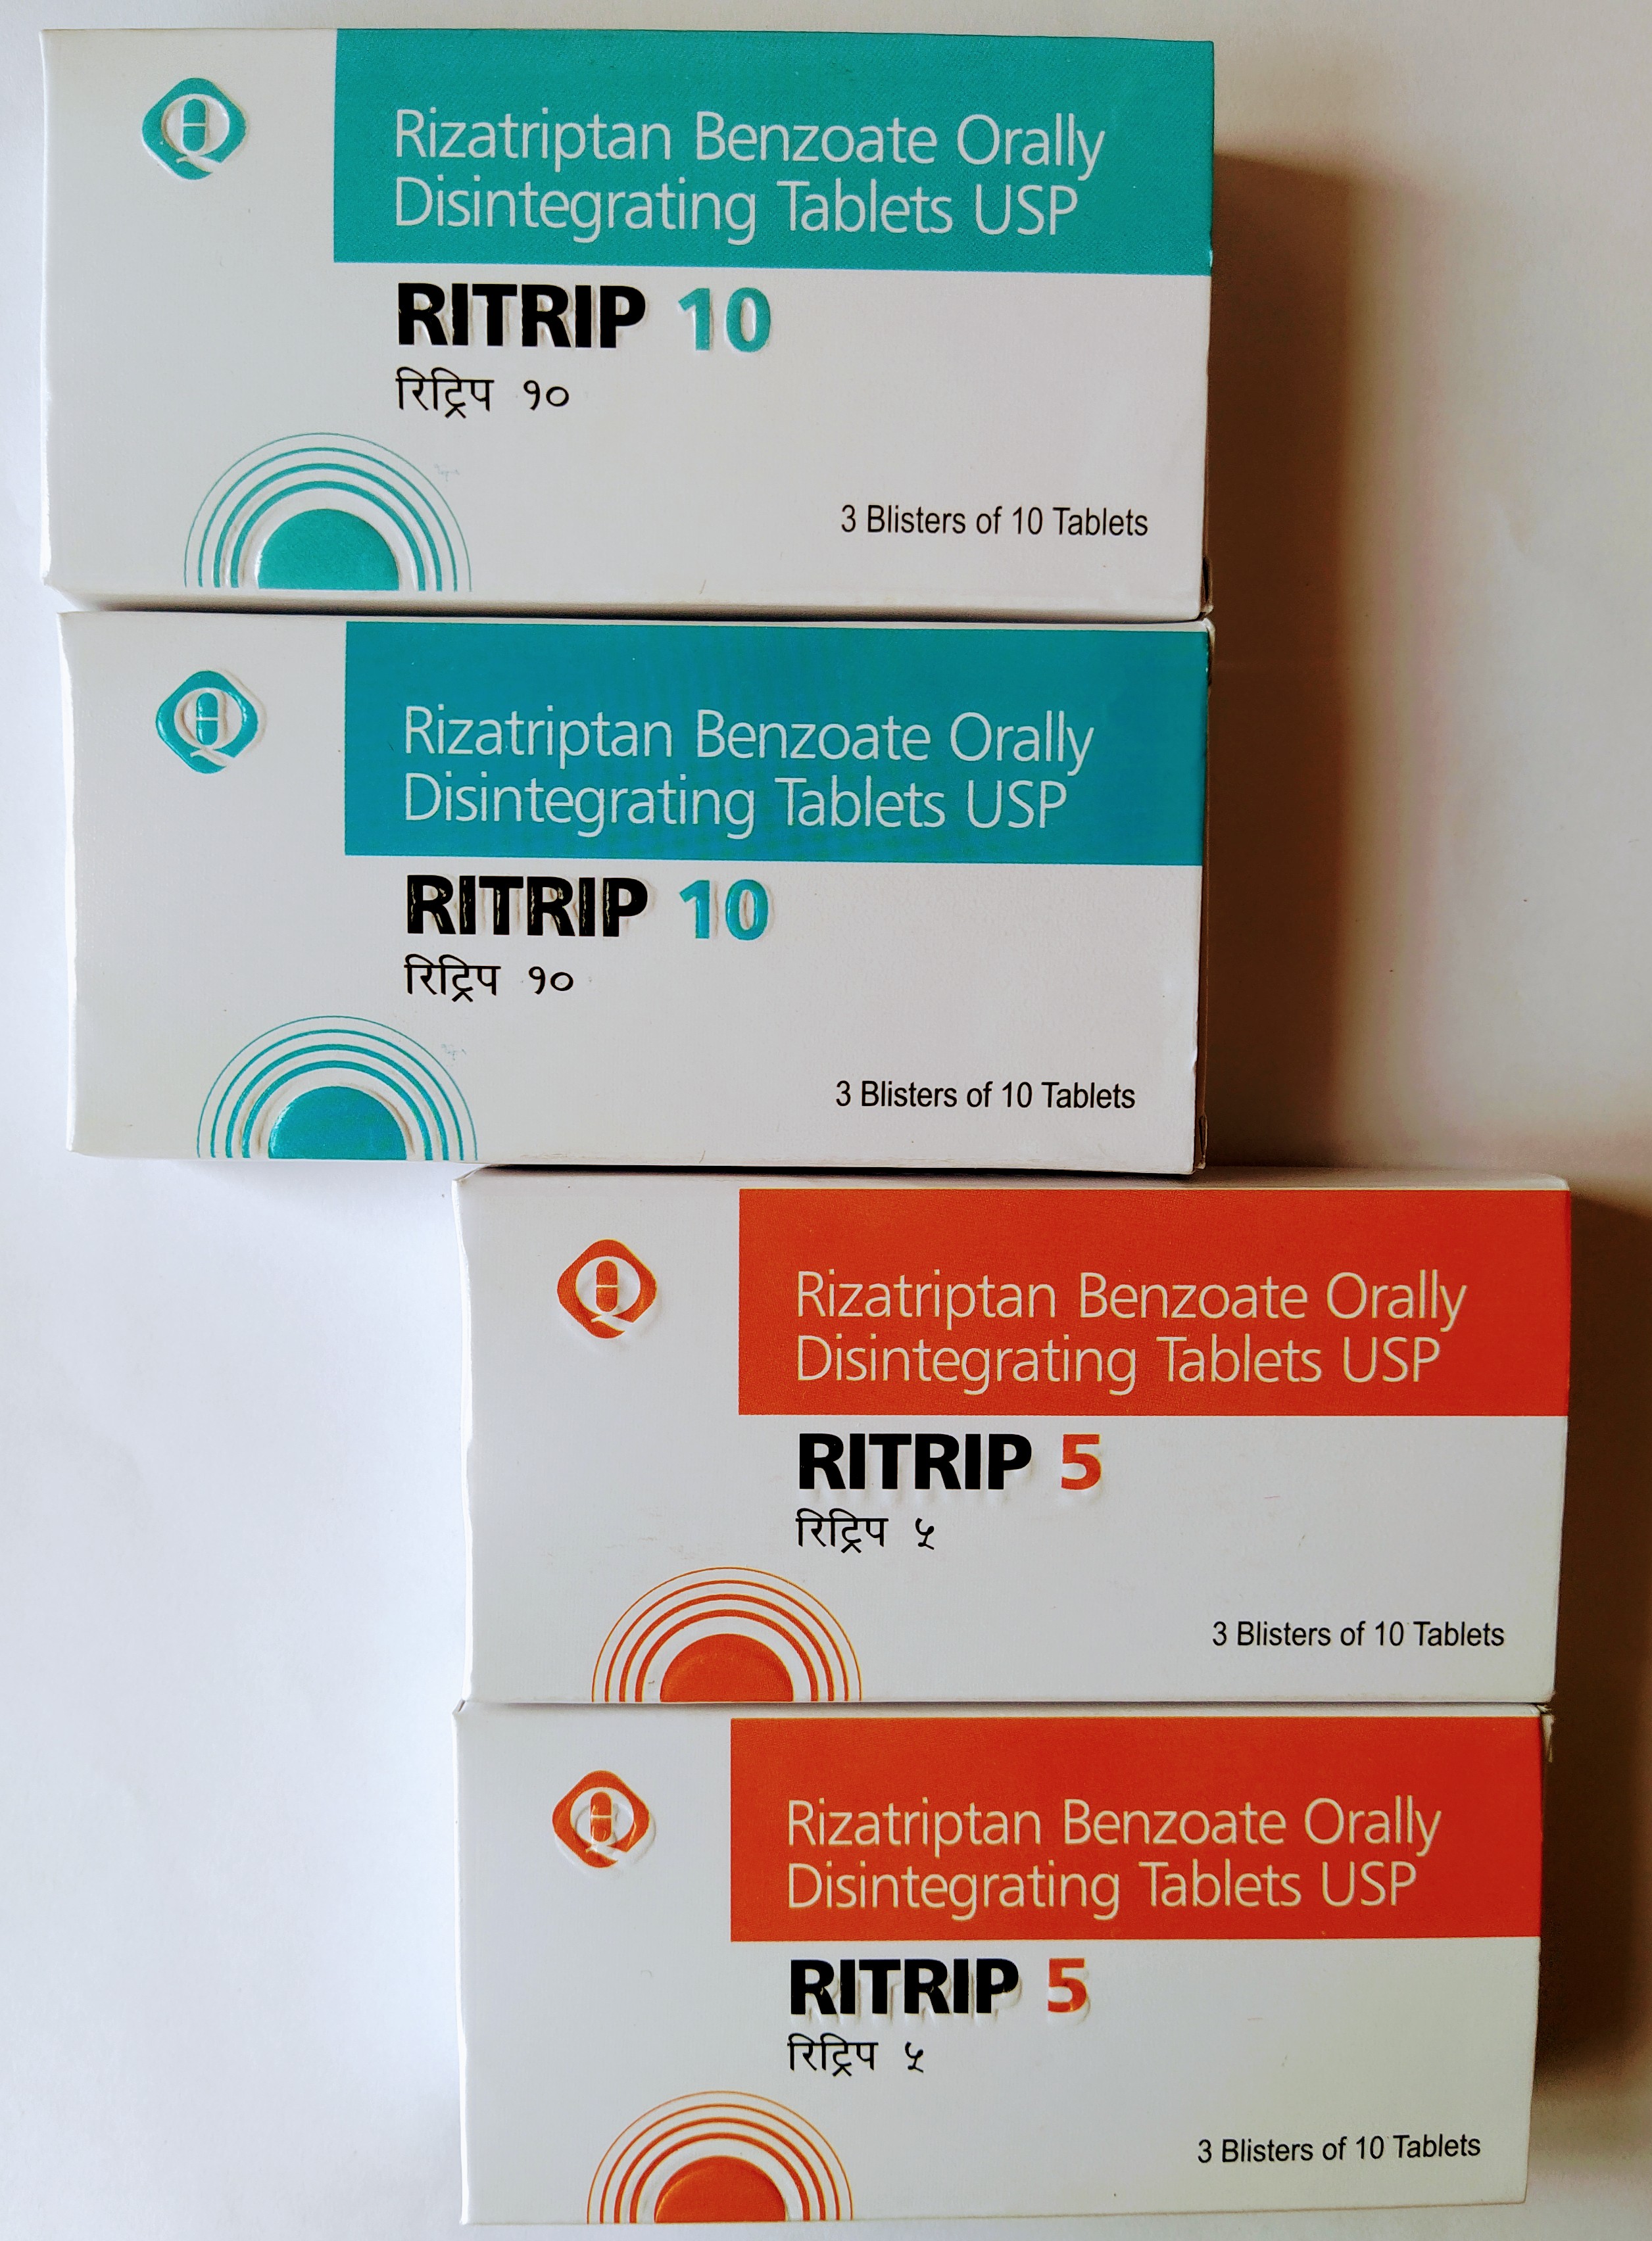 Rizatriptan Benzoate Orally
Disintegrating Tablets USP
RITRIP 10
रिट्रिप १०
3 Blisters of 10 Tablets
Rizatriptan Benzoate Orally
Disintegrating Tablets USP
RITRIP 10
रिट्रिप १०
3 Blisters of 10 Tablets
Rizatriptan Benzoate Orally
Disintegrating Tablets USP
RITRIP 5
रिट्रिप ५
3 Blisters of 10 Tablets
Rizatriptan Benzoate Orally
Disintegrating Tablets USP
RITRIP 5
रिट्रिप ५
3 Blisters of 10 Tablets